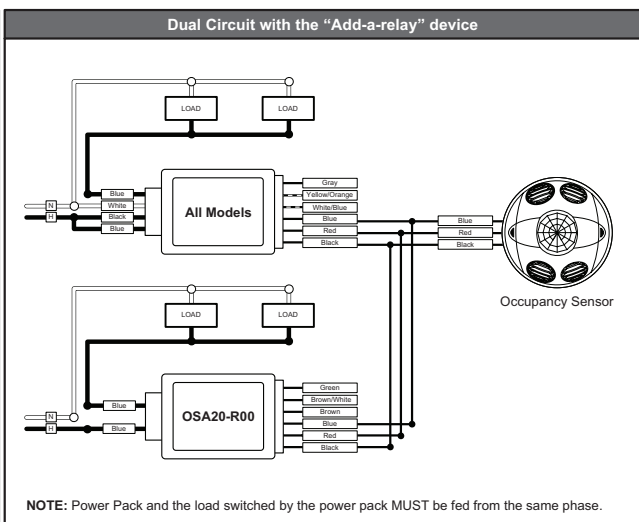 Dual Circuit with the “Add-a-relay” device
LOAD
LOAD
Blue
White
Black
Blue
N
H
All Models
Gray
Yellow/Orange
White/Blue
Blue
Red
Black
Blue
Red
Black
Occupancy Sensor
LOAD
LOAD
Blue
Blue
N
H
OSA20-R00
Green
Brown/White
Brown
Blue
Red
Black
NOTE: Power Pack and the load switched by the power pack MUST be fed from the same phase.